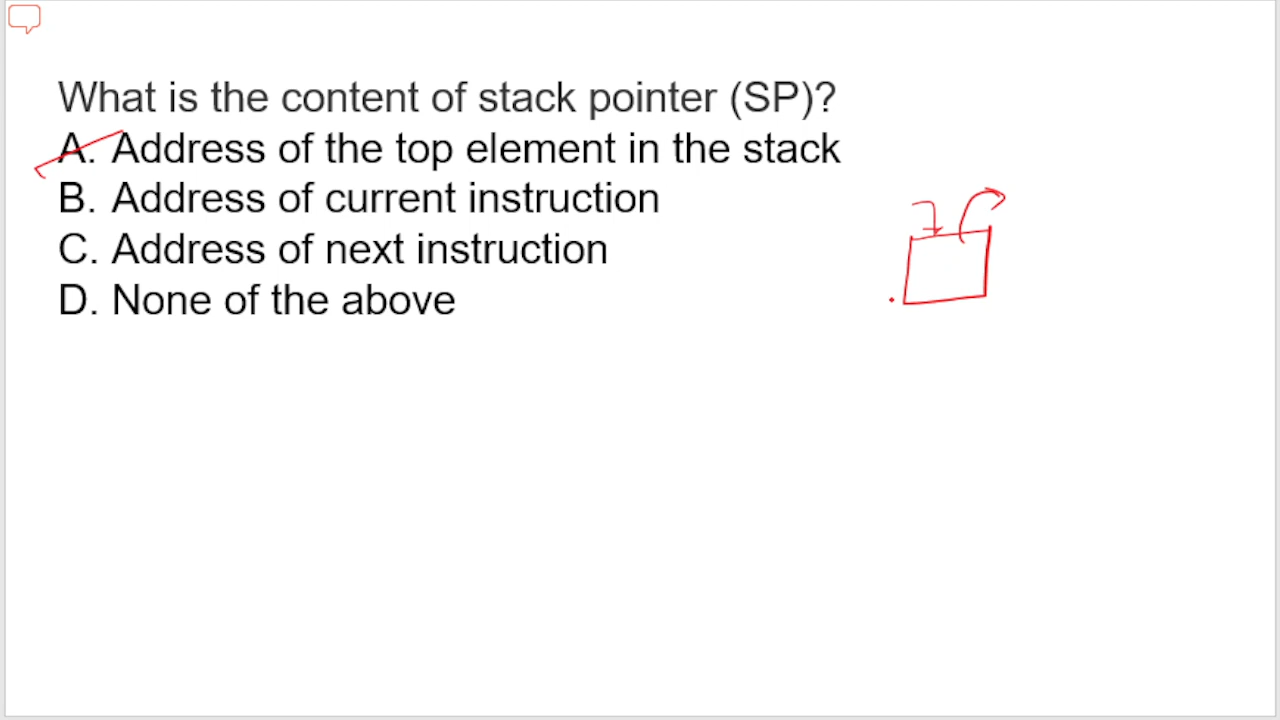 What is the content of stack pointer (SP)?
A. Address of the top element in the stack
B. Address of current instruction
C. Address of next instruction
D. None of the above